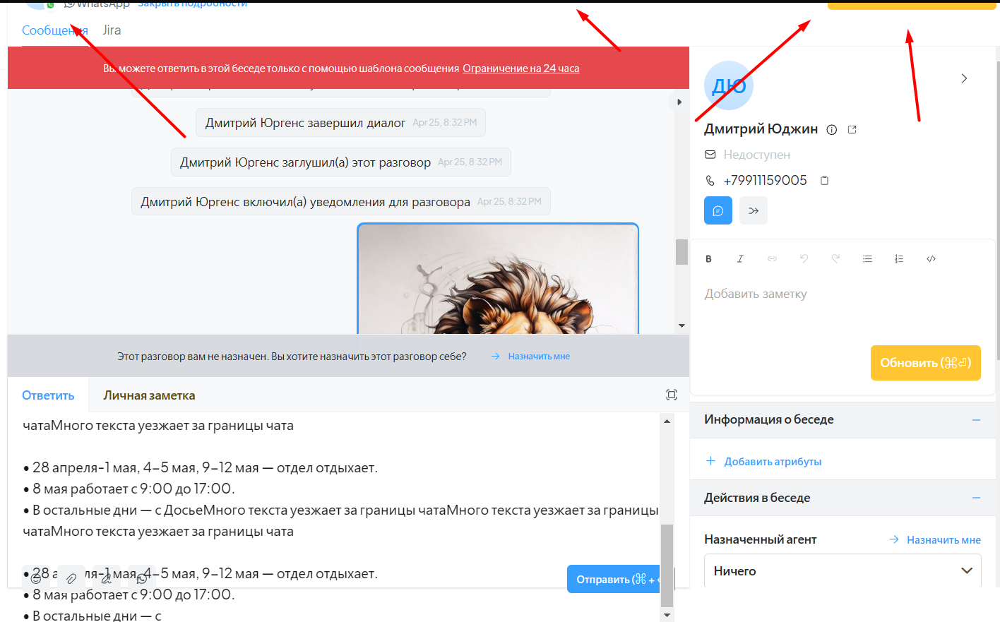 WhatsApp Закрыть подробности
Сообщения Jira
Вы можете ответить в этой беседе только с помощью шаблона сообщения Ограничение на 24 часа
Дмитрий Юргенс завершил диалог Apr 25, 8:32 PM
Дмитрий Юргенс заглушил(а) этот разговор Apr 25, 8:32 PM
Дмитрий Юргенс включил(а) уведомления для разговора Apr 25, 8:32 PM
Этот разговор вам не назначен. Вы хотите назначить этот разговор себе? Назначить мне
Ответить Личная заметка
чатаМного текста уезжает за границы чата
• 28 апреля-1 мая, 4–5 мая, 9–12 мая — отдел отдыхает.
• 8 мая работает с 9:00 до 17:00.
• В остальные дни — с ДосьеМного текста уезжает за границы чатаМного текста уезжает за границы
чатаМного текста уезжает за границы чата
• 28 апреля-1 мая, 4–5 мая, 9–12 мая — отдел отдыхает.
• 8 мая работает с 9:00 до 17:00.
• В остальные дни — с
Отправить (⌘ +
ДЮ
Дмитрий Юджин
Недоступен
+79911159005
B I
Добавить заметку
Обновить (⌘⏎)
Информация о беседе
Добавить атрибуты
Действия в беседе
Назначенный агент Назначить мне
Ничего